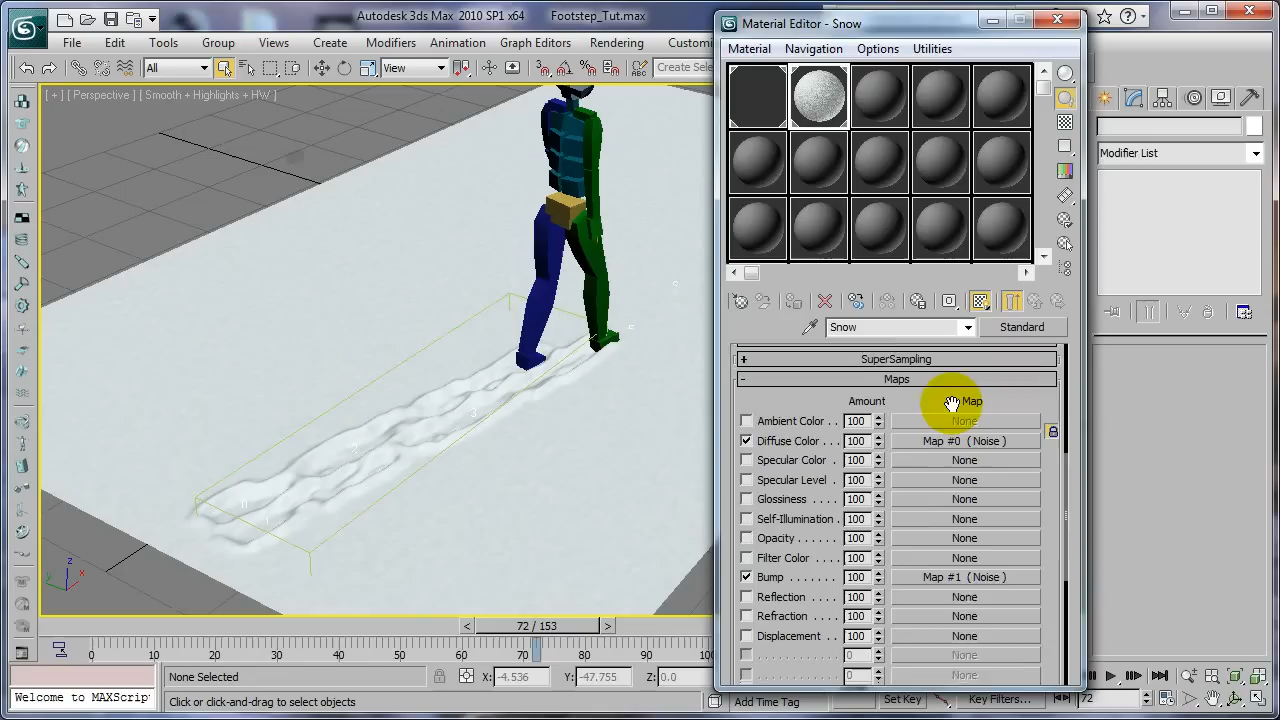 Autodesk 3ds Max 2010 SP1 x64 Footstep_Tut.max
File Edit Tools Group Views Create Modifiers Animation Graph Editors Rendering Customi
All View Create Se
[ + ] [ Perspective ] [ Smooth + Highlights + HW ]
Material Editor - Snow
Material Navigation Options Utilities
Snow Standard
+ SuperSampling
- Maps
Amount Map
Ambient Color . . 100 None
Diffuse Color . . . 100 Map #0 ( Noise )
Specular Color . 100 None
Specular Level . 100 None
Glossiness . . . . 100 None
Self-Illumination . 100 None
Opacity . . . . . . 100 None
Filter Color . . . . 100 None
Bump . . . . . . . 100 Map #1 ( Noise )
Reflection . . . . 100 None
Refraction . . . . 100 None
Displacement . . 100 None
. . . . . . . . . . . . 0 None
. . . . . . . . . . . . 0 None
Modifier List
2
3
z
y x
< 72 / 153 >
0 10 20 30 40 50 60 70 80 90 100
None Selected X: -4.536 Y: -47.755 Z: 0.0
Welcome to MAXScrip
Click or click-and-drag to select objects
Add Time Tag Set Key Key Filters... 72